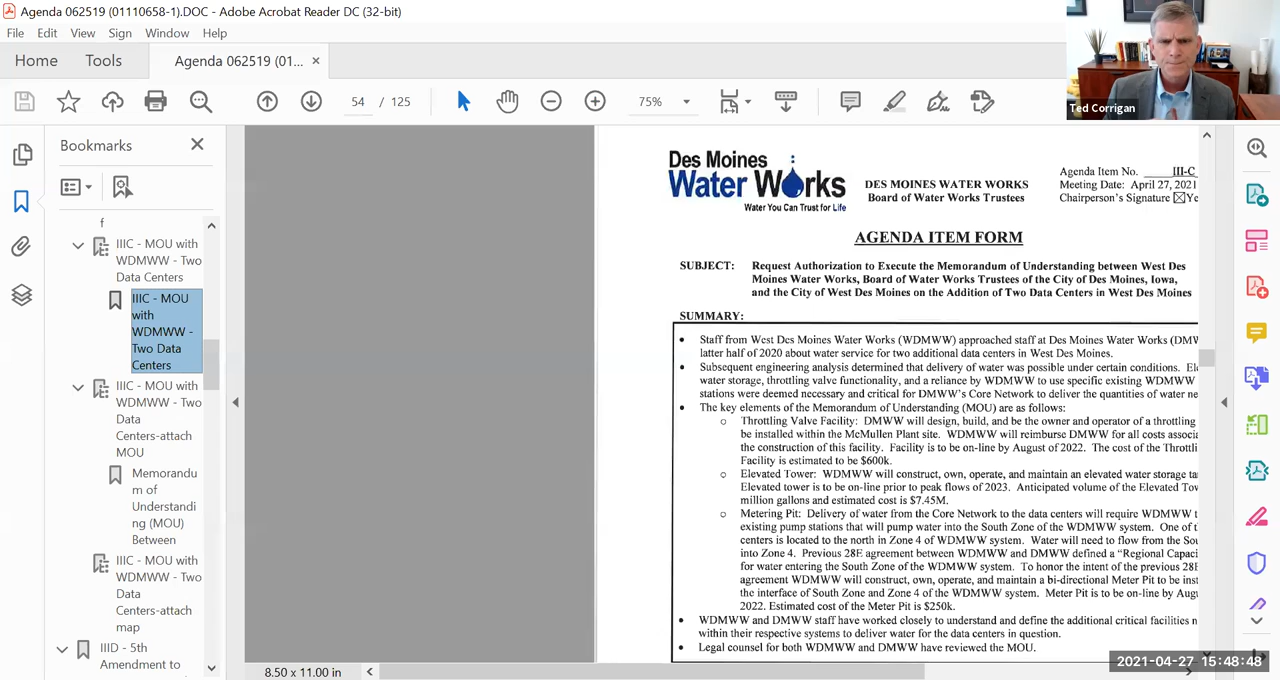 Agenda 062519 (01110658-1).DOC - Adobe Acrobat Reader DC (32-bit)
File Edit View Sign Window Help
Home Tools Agenda 062519 (01... ×
54 / 125 75%
Ted Corrigan
Bookmarks
f
IIIC - MOU with
WDMWW - Two
Data Centers
IIIC - MOU
with
WDMWW -
Two Data
Centers
IIIC - MOU with
WDMWW - Two
Data
Centers-attach
MOU
Memorandu
m of
Understandi
ng (MOU)
Between
IIIC - MOU with
WDMWW - Two
Data
Centers-attach
map
IIID - 5th
Amendment to
Des Moines
Water Works
Water You Can Trust for Life
DES MOINES WATER WORKS
Board of Water Works Trustees
Agenda Item No. III-C
Meeting Date: April 27, 2021
Chairperson's Signature ☒Ye
AGENDA ITEM FORM
SUBJECT: Request Authorization to Execute the Memorandum of Understanding between West Des
Moines Water Works, Board of Water Works Trustees of the City of Des Moines, Iowa,
and the City of West Des Moines on the Addition of Two Data Centers in West Des Moines
SUMMARY:
• Staff from West Des Moines Water Works (WDMWW) approached staff at Des Moines Water Works (DMW
latter half of 2020 about water service for two additional data centers in West Des Moines.
• Subsequent engineering analysis determined that delivery of water was possible under certain conditions. El
water storage, throttling valve functionality, and a reliance by WDMWW to use specific existing WDMWW
stations were deemed necessary and critical for DMWW's Core Network to deliver the quantities of water ne
• The key elements of the Memorandum of Understanding (MOU) are as follows:
o Throttling Valve Facility: DMWW will design, build, and be the owner and operator of a throttling
be installed within the McMullen Plant site. WDMWW will reimburse DMWW for all costs associa
the construction of this facility. Facility is to be on-line by August of 2022. The cost of the Throttli
Facility is estimated to be $600k.
o Elevated Tower: WDMWW will construct, own, operate, and maintain an elevated water storage ta
Elevated tower is to be on-line prior to peak flows of 2023. Anticipated volume of the Elevated Tow
million gallons and estimated cost is $7.45M.
o Metering Pit: Delivery of water from the Core Network to the data centers will require WDMWW t
existing pump stations that will pump water into the South Zone of the WDMWW system. One of t
centers is located to the north in Zone 4 of WDMWW system. Water will need to flow from the Sou
into Zone 4. Previous 28E agreement between WDMWW and DMWW defined a "Regional Capaci
for water entering the South Zone of the WDMWW system. To honor the intent of the previous 28E
agreement WDMWW will construct, own, operate, and maintain a bi-directional Meter Pit to be inst
the interface of South Zone and Zone 4 of the WDMWW system. Meter Pit is to be on-line by Augu
2022. Estimated cost of the Meter Pit is $250k.
• WDMWW and DMWW staff have worked closely to understand and define the additional critical facilities n
within their respective systems to deliver water for the data centers in question.
• Legal counsel for both WDMWW and DMWW have reviewed the MOU.
8.50 x 11.00 in
2021-04-27 15:48:48